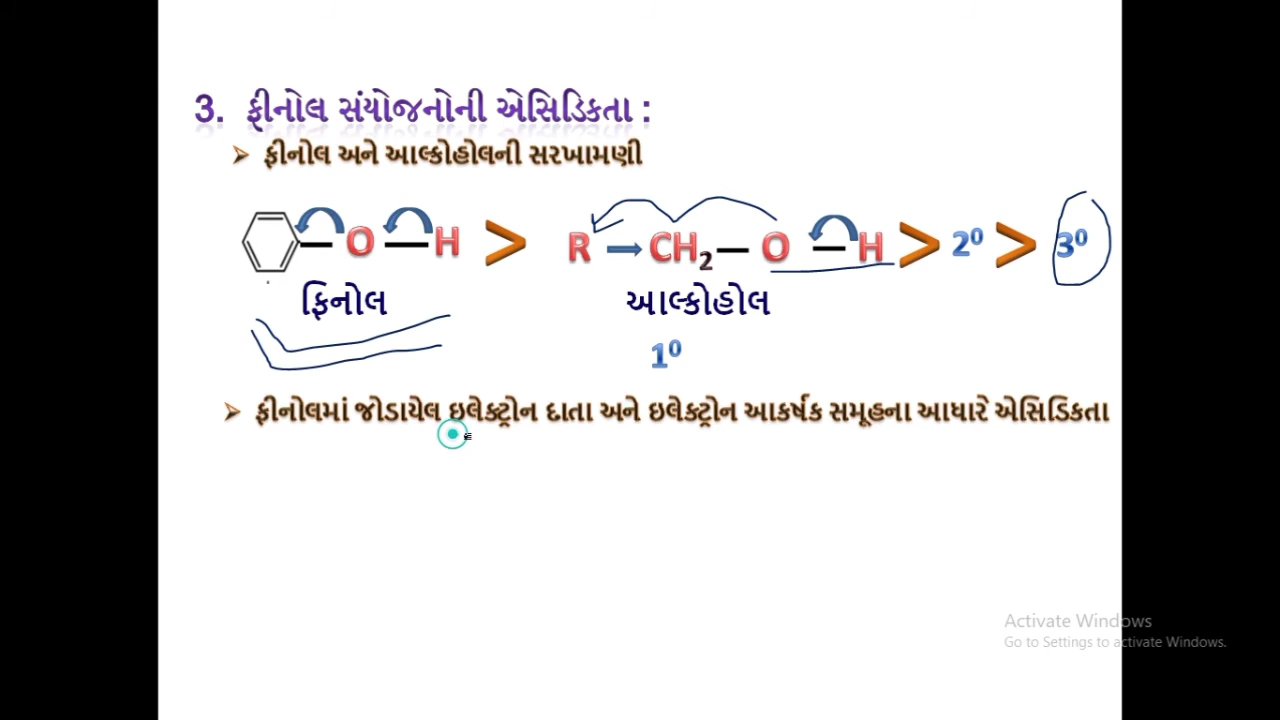 3. ફીનોલ સંયોજનોની એસિડિકતા :
➢ ફીનોલ અને આલ્કોહોલની સરખામણી
O H > R → CH₂ — O — H > 2⁰ > 3⁰
ફિનોલ આલ્કોહોલ
1⁰
➢ ફીનોલમાં જોડાયેલ ઇલેક્ટ્રોન દાતા અને ઇલેક્ટ્રોન આકર્ષક સમૂહના આધારે એસિડિકતા
Activate Windows
Go to Settings to activate Windows.